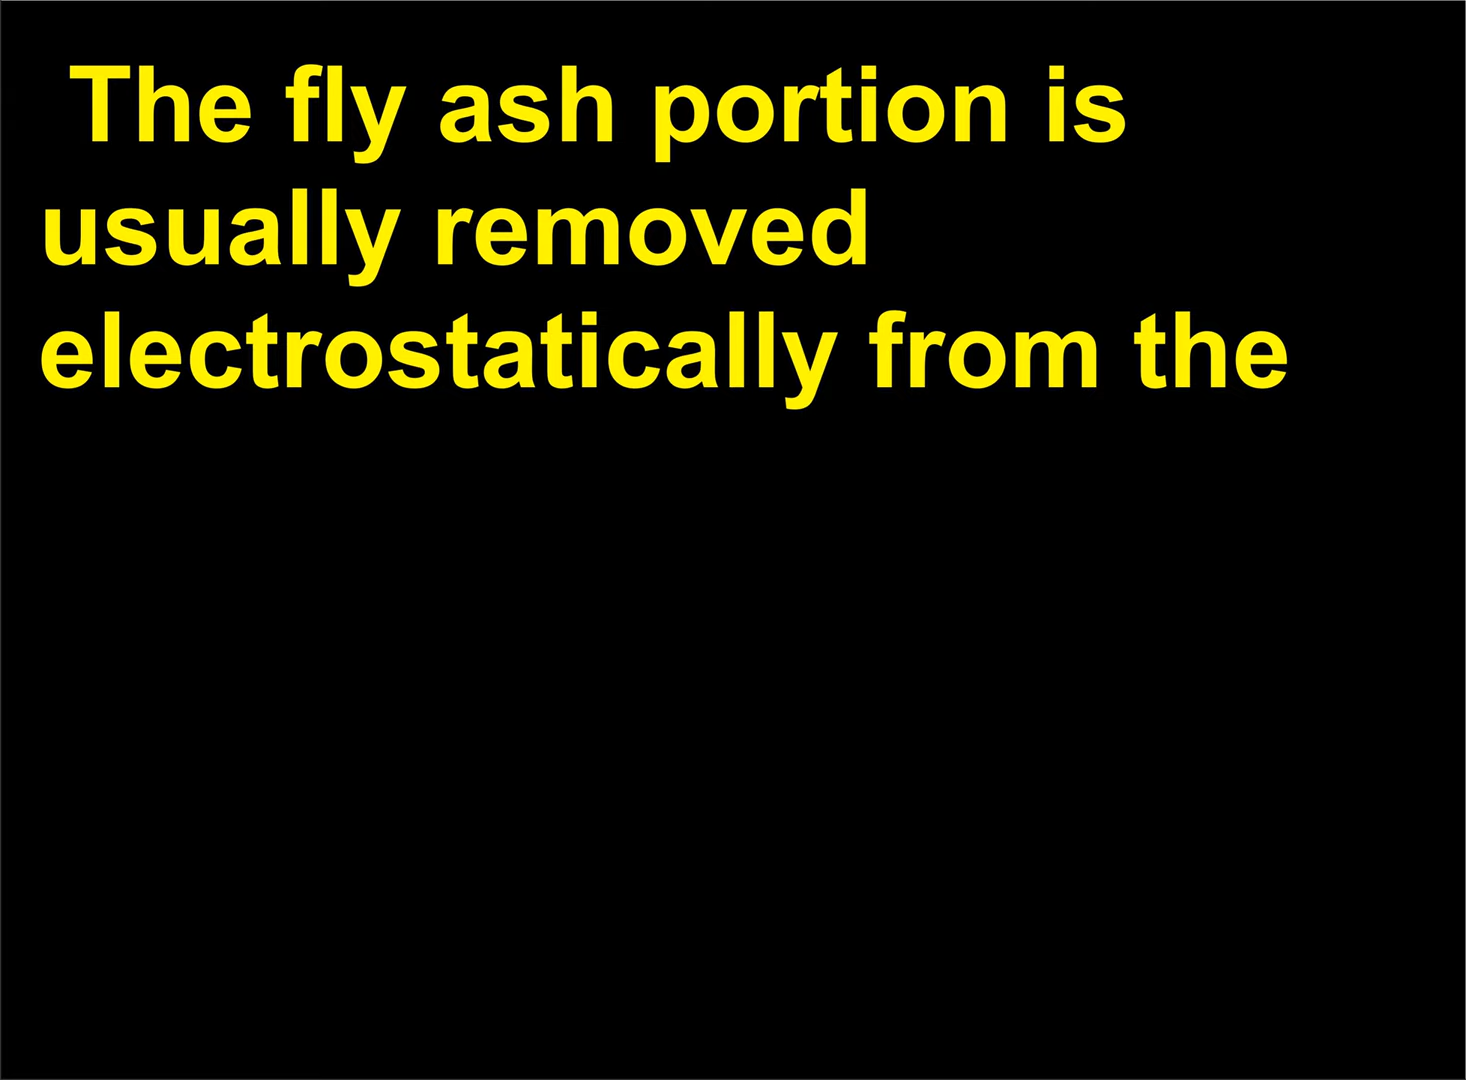 The fly ash portion is
usually removed
electrostatically from the